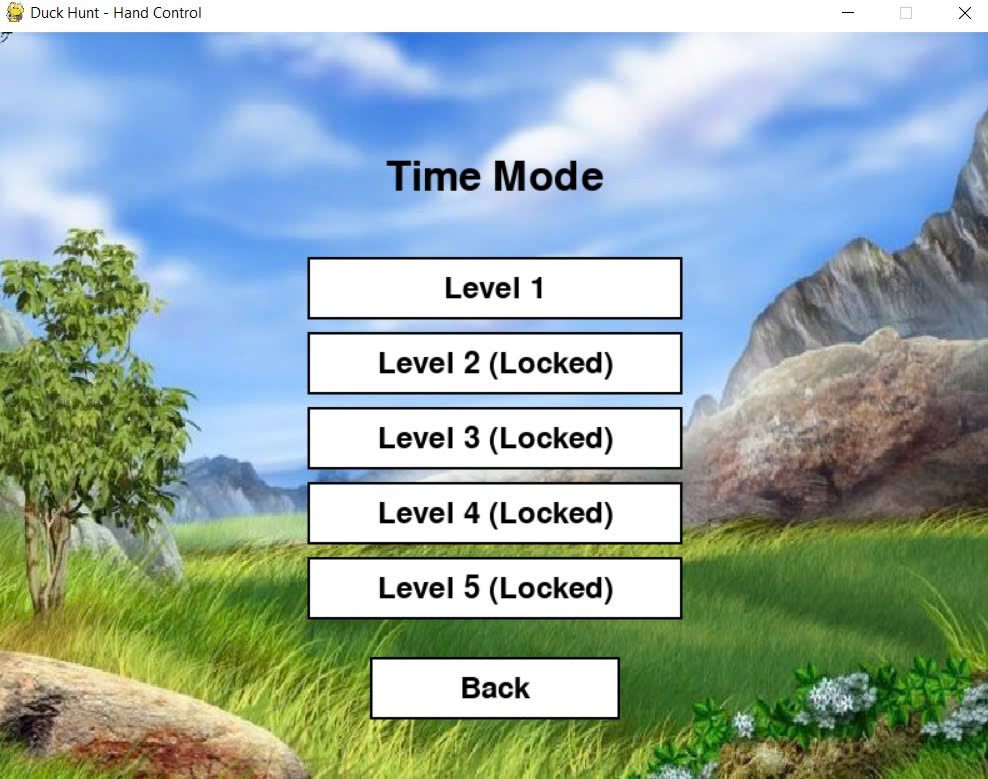 Duck Hunt - Hand Control
Time Mode
Level 1
Level 2 (Locked)
Level 3 (Locked)
Level 4 (Locked)
Level 5 (Locked)
Back